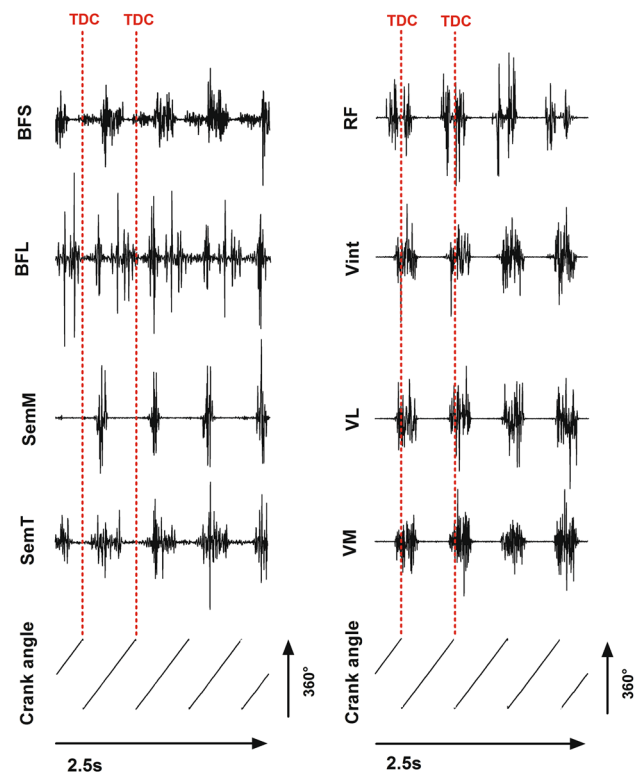 TDC TDC
BFS
BFL
SemM
SemT
Crank angle
360°
2.5s
TDC TDC
RF
Vint
VL
VM
Crank angle
360°
2.5s